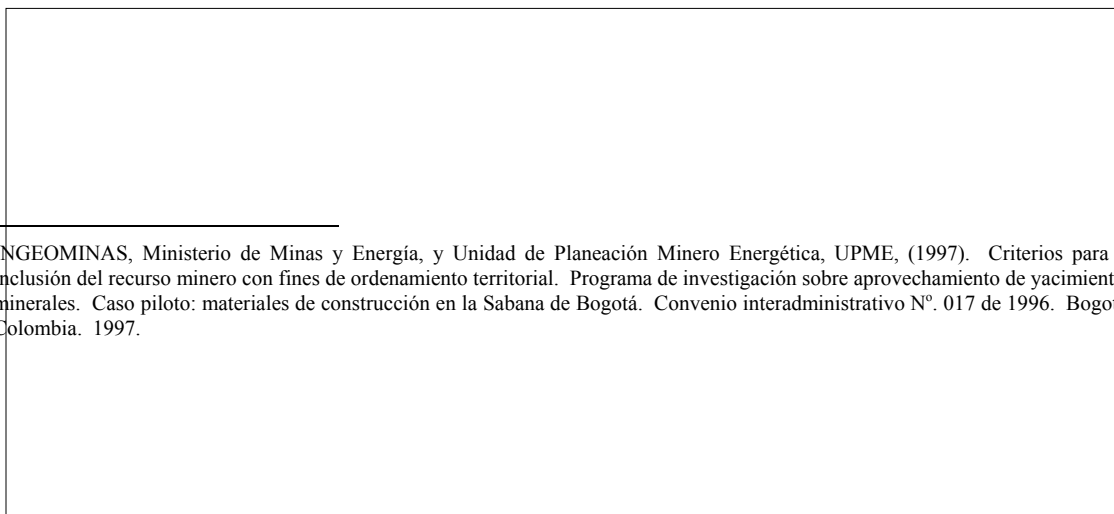 NGEOMINAS, Ministerio de Minas y Energía, y Unidad de Planeación Minero Energética, UPME, (1997). Criterios para
nclusión del recurso minero con fines de ordenamiento territorial. Programa de investigación sobre aprovechamiento de yacimient
minerales. Caso piloto: materiales de construcción en la Sabana de Bogotá. Convenio interadministrativo Nº. 017 de 1996. Bogot
Colombia. 1997.